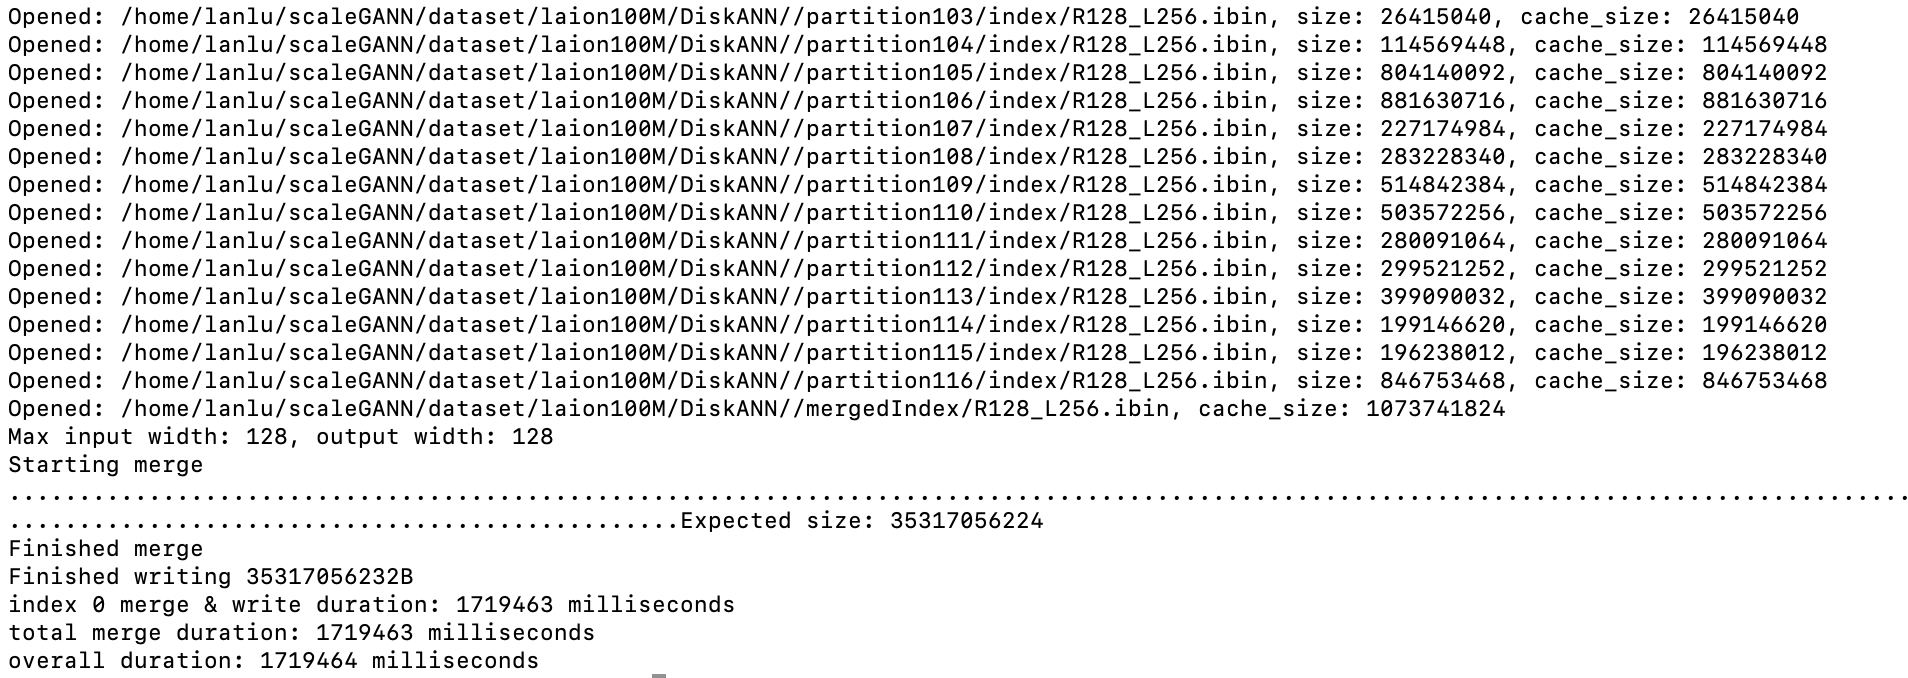 Opened: /home/lanlu/scaleGANN/dataset/laion100M/DiskANN//partition103/index/R128_L256.ibin, size: 26415040, cache_size: 26415040
Opened: /home/lanlu/scaleGANN/dataset/laion100M/DiskANN//partition104/index/R128_L256.ibin, size: 114569448, cache_size: 114569448
Opened: /home/lanlu/scaleGANN/dataset/laion100M/DiskANN//partition105/index/R128_L256.ibin, size: 804140092, cache_size: 804140092
Opened: /home/lanlu/scaleGANN/dataset/laion100M/DiskANN//partition106/index/R128_L256.ibin, size: 881630716, cache_size: 881630716
Opened: /home/lanlu/scaleGANN/dataset/laion100M/DiskANN//partition107/index/R128_L256.ibin, size: 227174984, cache_size: 227174984
Opened: /home/lanlu/scaleGANN/dataset/laion100M/DiskANN//partition108/index/R128_L256.ibin, size: 283228340, cache_size: 283228340
Opened: /home/lanlu/scaleGANN/dataset/laion100M/DiskANN//partition109/index/R128_L256.ibin, size: 514842384, cache_size: 514842384
Opened: /home/lanlu/scaleGANN/dataset/laion100M/DiskANN//partition110/index/R128_L256.ibin, size: 503572256, cache_size: 503572256
Opened: /home/lanlu/scaleGANN/dataset/laion100M/DiskANN//partition111/index/R128_L256.ibin, size: 280091064, cache_size: 280091064
Opened: /home/lanlu/scaleGANN/dataset/laion100M/DiskANN//partition112/index/R128_L256.ibin, size: 299521252, cache_size: 299521252
Opened: /home/lanlu/scaleGANN/dataset/laion100M/DiskANN//partition113/index/R128_L256.ibin, size: 399090032, cache_size: 399090032
Opened: /home/lanlu/scaleGANN/dataset/laion100M/DiskANN//partition114/index/R128_L256.ibin, size: 199146620, cache_size: 199146620
Opened: /home/lanlu/scaleGANN/dataset/laion100M/DiskANN//partition115/index/R128_L256.ibin, size: 196238012, cache_size: 196238012
Opened: /home/lanlu/scaleGANN/dataset/laion100M/DiskANN//partition116/index/R128_L256.ibin, size: 846753468, cache_size: 846753468
Opened: /home/lanlu/scaleGANN/dataset/laion100M/DiskANN//mergedIndex/R128_L256.ibin, cache_size: 1073741824
Max input width: 128, output width: 128
Starting merge
........................................................................................................................................
................................................Expected size: 35317056224
Finished merge
Finished writing 35317056232B
index 0 merge & write duration: 1719463 milliseconds
total merge duration: 1719463 milliseconds
overall duration: 1719464 milliseconds